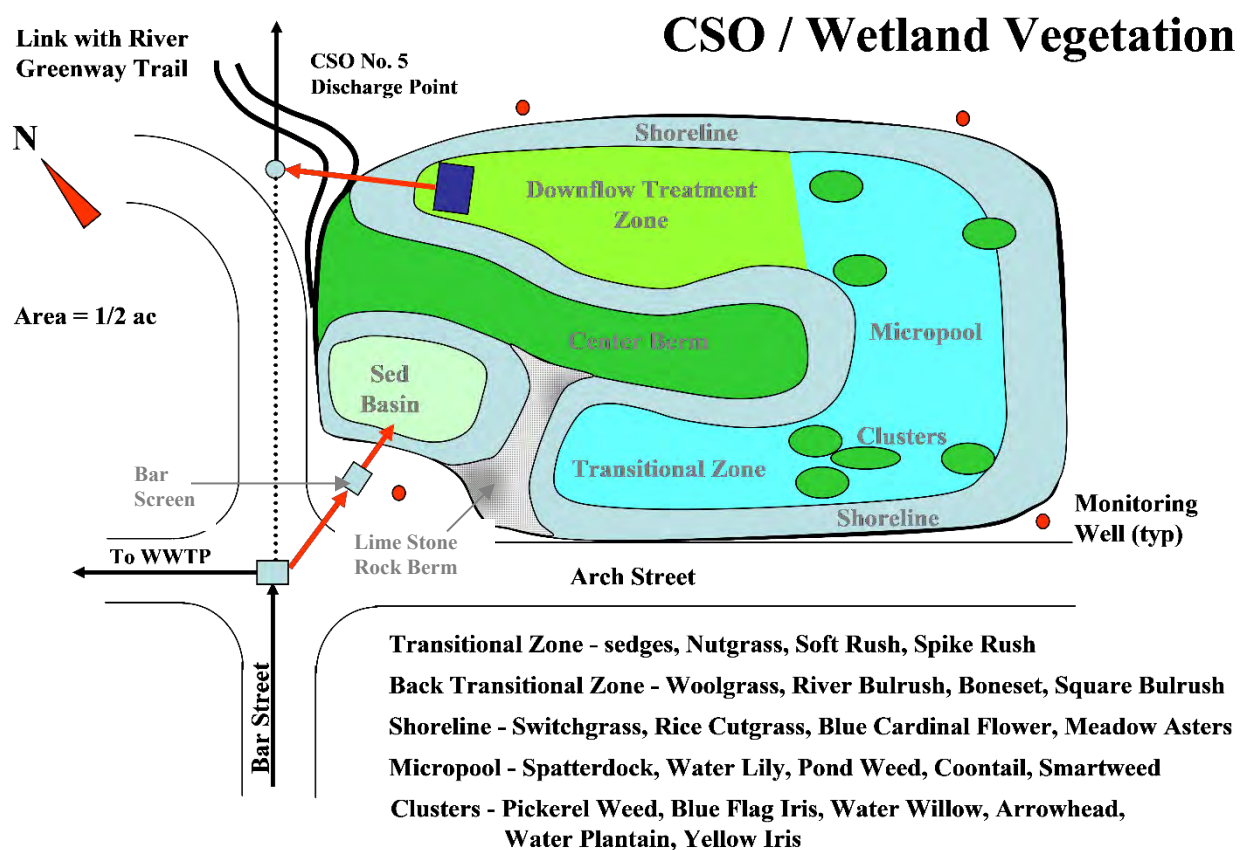 CSO / Wetland Vegetation
Link with River
Greenway Trail
CSO No. 5
Discharge Point
N
Shoreline
Downflow Treatment
Zone
Area = 1/2 ac
Micropool
Center Berm
Sed
Basin
Clusters
Transitional Zone
Bar
Screen
Shoreline
Monitoring
Well (typ)
Lime Stone
Rock Berm
To WWTP
Arch Street
Bar Street
Transitional Zone - sedges, Nutgrass, Soft Rush, Spike Rush
Back Transitional Zone - Woolgrass, River Bulrush, Boneset, Square Bulrush
Shoreline - Switchgrass, Rice Cutgrass, Blue Cardinal Flower, Meadow Asters
Micropool - Spatterdock, Water Lily, Pond Weed, Coontail, Smartweed
Clusters - Pickerel Weed, Blue Flag Iris, Water Willow, Arrowhead,
Water Plantain, Yellow Iris